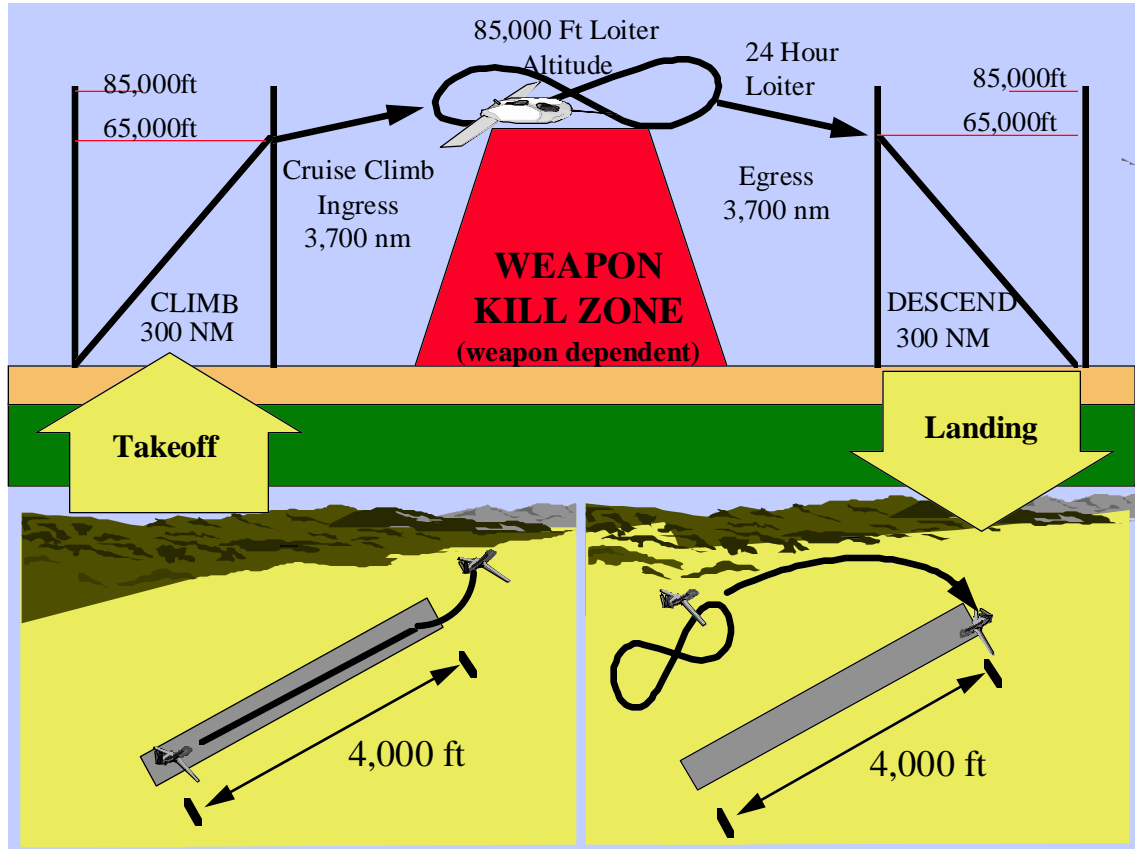 85,000 Ft Loiter
Altitude
24 Hour
Loiter
85,000ft
65,000ft
85,000ft
65,000ft
Cruise Climb
Ingress
3,700 nm
Egress
3,700 nm
WEAPON
KILL ZONE
(weapon dependent)
CLIMB
300 NM
DESCEND
300 NM
Takeoff
Landing
4,000 ft
4,000 ft